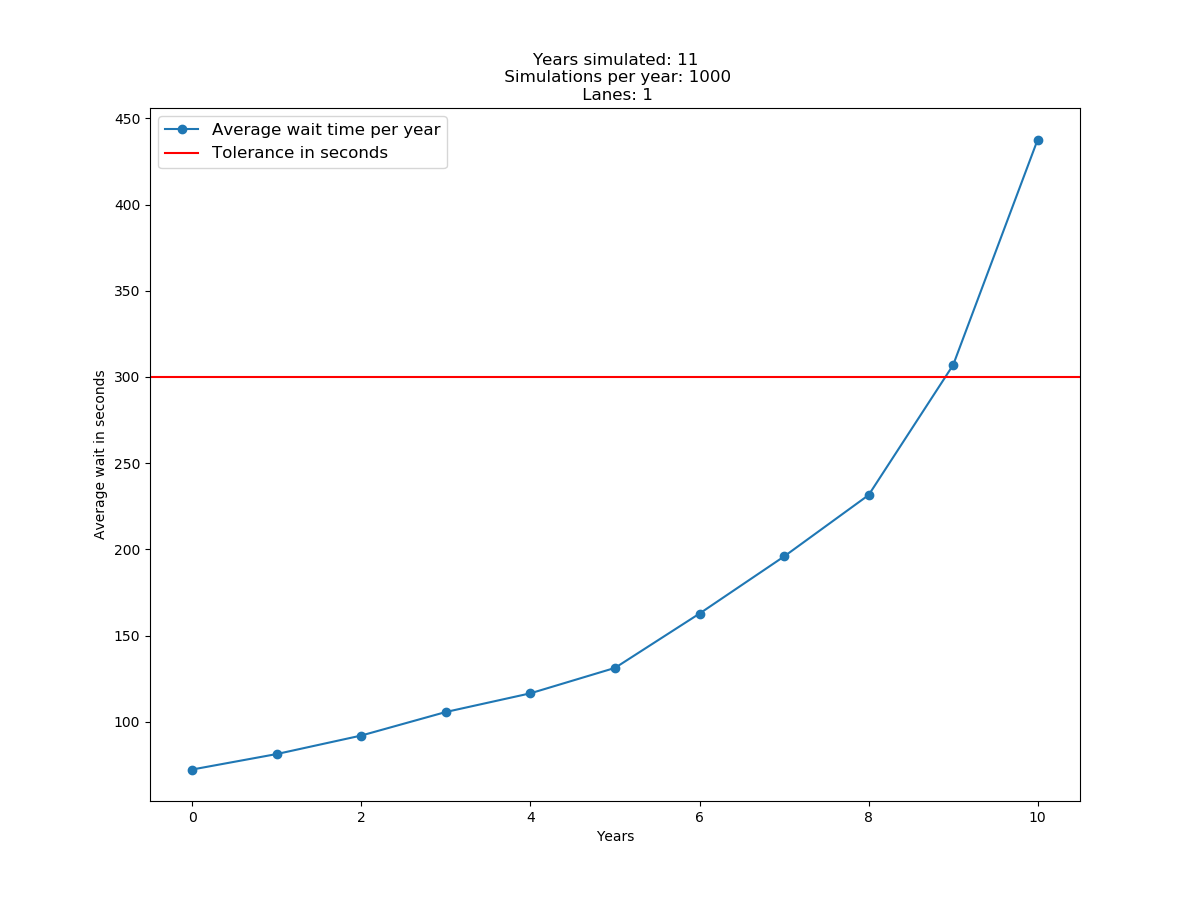 Years simulated: 11
Simulations per year: 1000
Lanes: 1
Average wait time per year
Tolerance in seconds
Average wait in seconds
450
400
350
300
250
200
150
100
0 2 4 6 8 10
Years